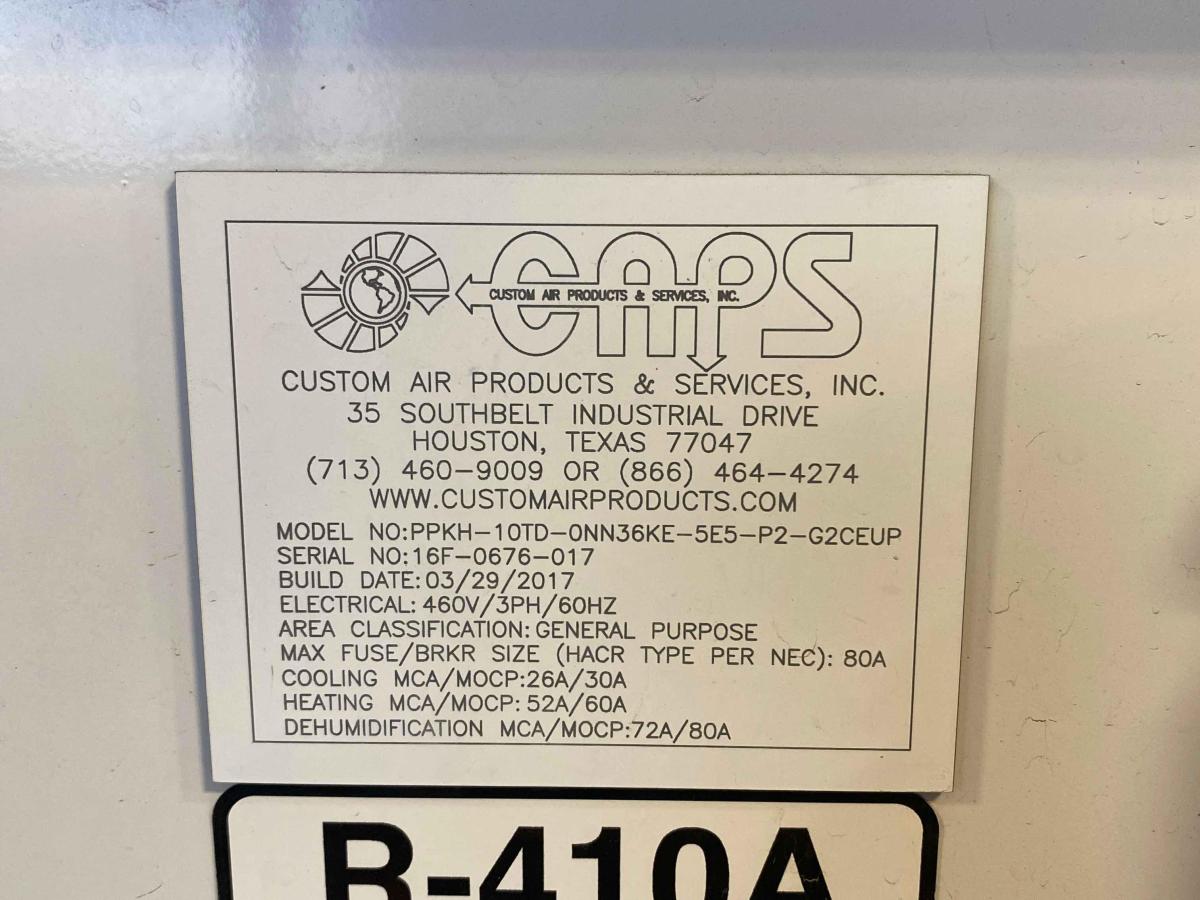 CAPS
CUSTOM AIR PRODUCTS & SERVICES, INC.
CUSTOM AIR PRODUCTS & SERVICES, INC.
35 SOUTHBELT INDUSTRIAL DRIVE
HOUSTON, TEXAS 77047
(713) 460-9009 OR (866) 464-4274
WWW.CUSTOMAIRPRODUCTS.COM
MODEL NO:PPKH-10TD-0NN36KE-5E5-P2-G2CEUP
SERIAL NO:16F-0676-017
BUILD DATE:03/29/2017
ELECTRICAL:460V/3PH/60HZ
AREA CLASSIFICATION:GENERAL PURPOSE
MAX FUSE/BRKR SIZE (HACR TYPE PER NEC): 80A
COOLING MCA/MOCP:26A/30A
HEATING MCA/MOCP: 52A/60A
DEHUMIDIFICATION MCA/MOCP:72A/80A
R-410A